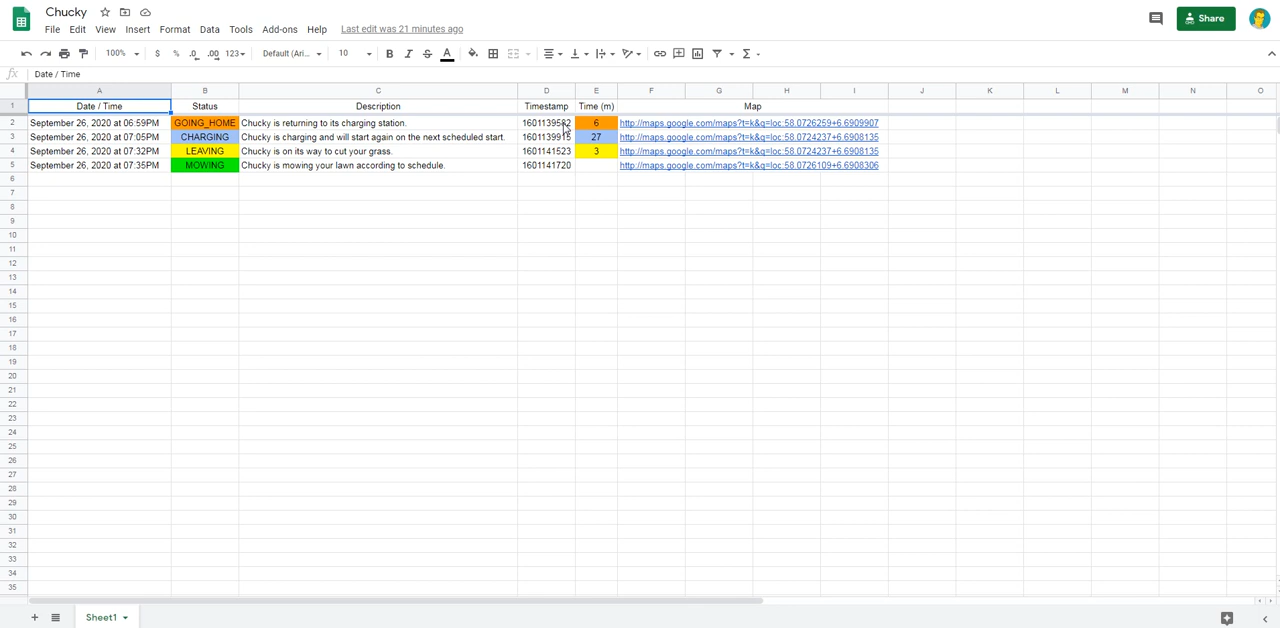 Chucky
File Edit View Insert Format Data Tools Add-ons Help Last edit was 21 minutes ago
Share
100% $ % .0 .00 123 Default (Ari... 10 B I S A Σ
fx Date / Time
A B C D E F G H I J K L M N O
1 Date / Time Status Description Timestamp Time (m) Map
2 September 26, 2020 at 06:59PM GOING_HOME Chucky is returning to its charging station. 1601139582 6 http://maps.google.com/maps?t=k&q=loc:58.0726259+6.6909907
3 September 26, 2020 at 07:05PM CHARGING Chucky is charging and will start again on the next scheduled start. 1601139915 27 http://maps.google.com/maps?t=k&q=loc:58.0724237+6.6908135
4 September 26, 2020 at 07:32PM LEAVING Chucky is on its way to cut your grass. 1601141523 3 http://maps.google.com/maps?t=k&q=loc:58.0724237+6.6908135
5 September 26, 2020 at 07:35PM MOWING Chucky is mowing your lawn according to schedule. 1601141720 http://maps.google.com/maps?t=k&q=loc:58.0726109+6.6908306
6
7
8
9
10
11
12
13
14
15
16
17
18
19
20
21
22
23
24
25
26
27
28
29
30
31
32
33
34
35
Sheet1